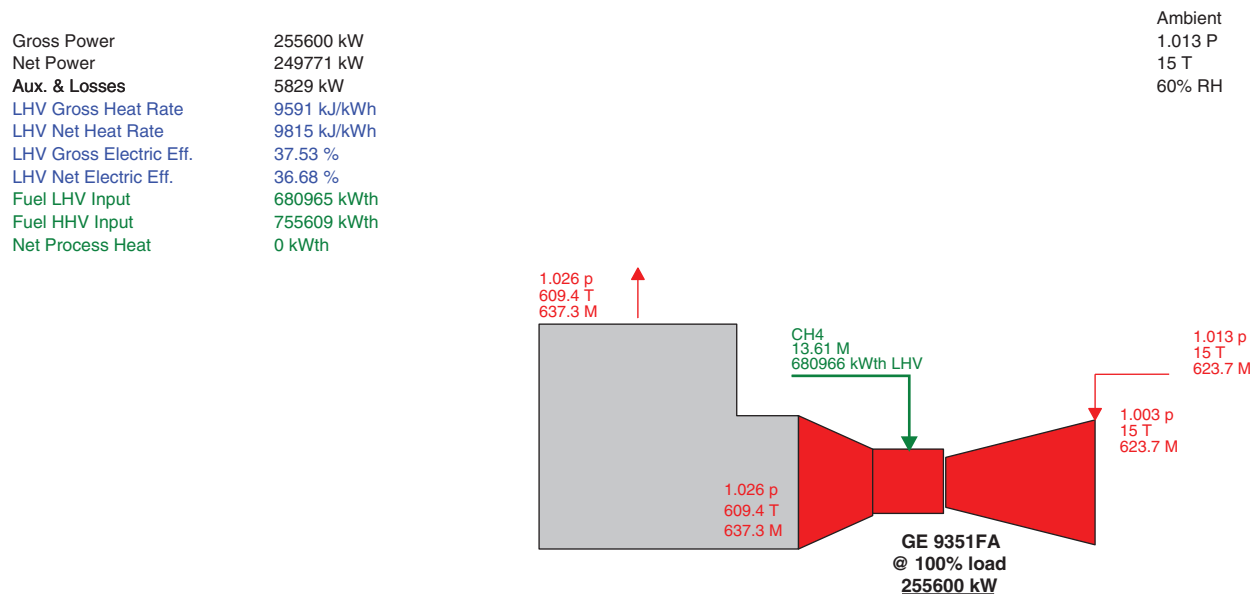 Ambient
1.013 P
15 T
60% RH
Gross Power 255600 kW
Net Power 249771 kW
Aux. & Losses 5829 kW
LHV Gross Heat Rate 9591 kJ/kWh
LHV Net Heat Rate 9815 kJ/kWh
LHV Gross Electric Eff. 37.53 %
LHV Net Electric Eff. 36.68 %
Fuel LHV Input 680965 kWth
Fuel HHV Input 755609 kWth
Net Process Heat 0 kWth
1.026 p
609.4 T
637.3 M
CH4
13.61 M
680966 kWth LHV
1.013 p
15 T
623.7 M
1.003 p
15 T
623.7 M
1.026 p
609.4 T
637.3 M
GE 9351FA
@ 100% load
255600 kW